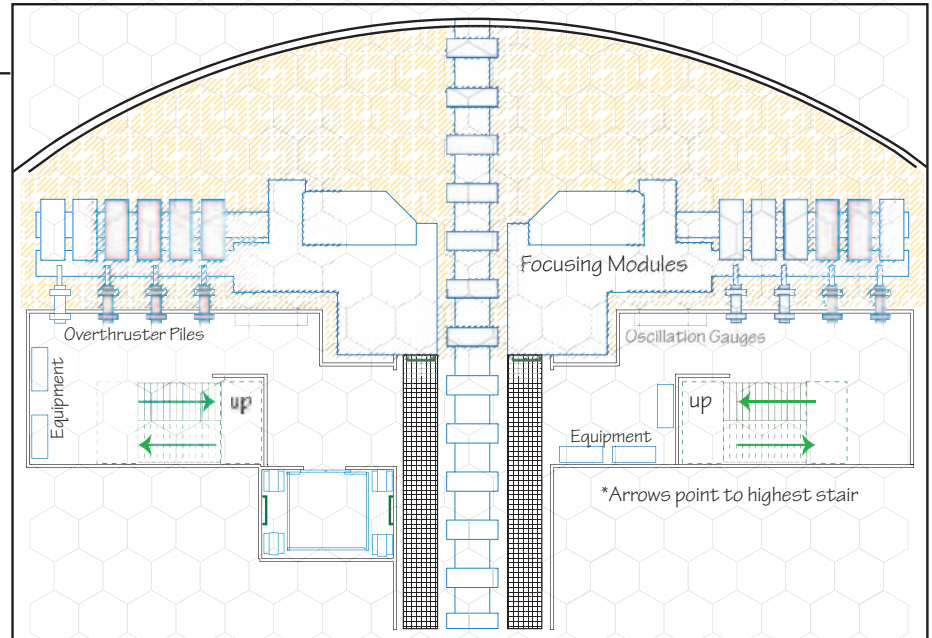 Focusing Modules
Overthruster Piles
Oscillation Gauges
Equipment
up
up
Equipment
*Arrows point to highest stair